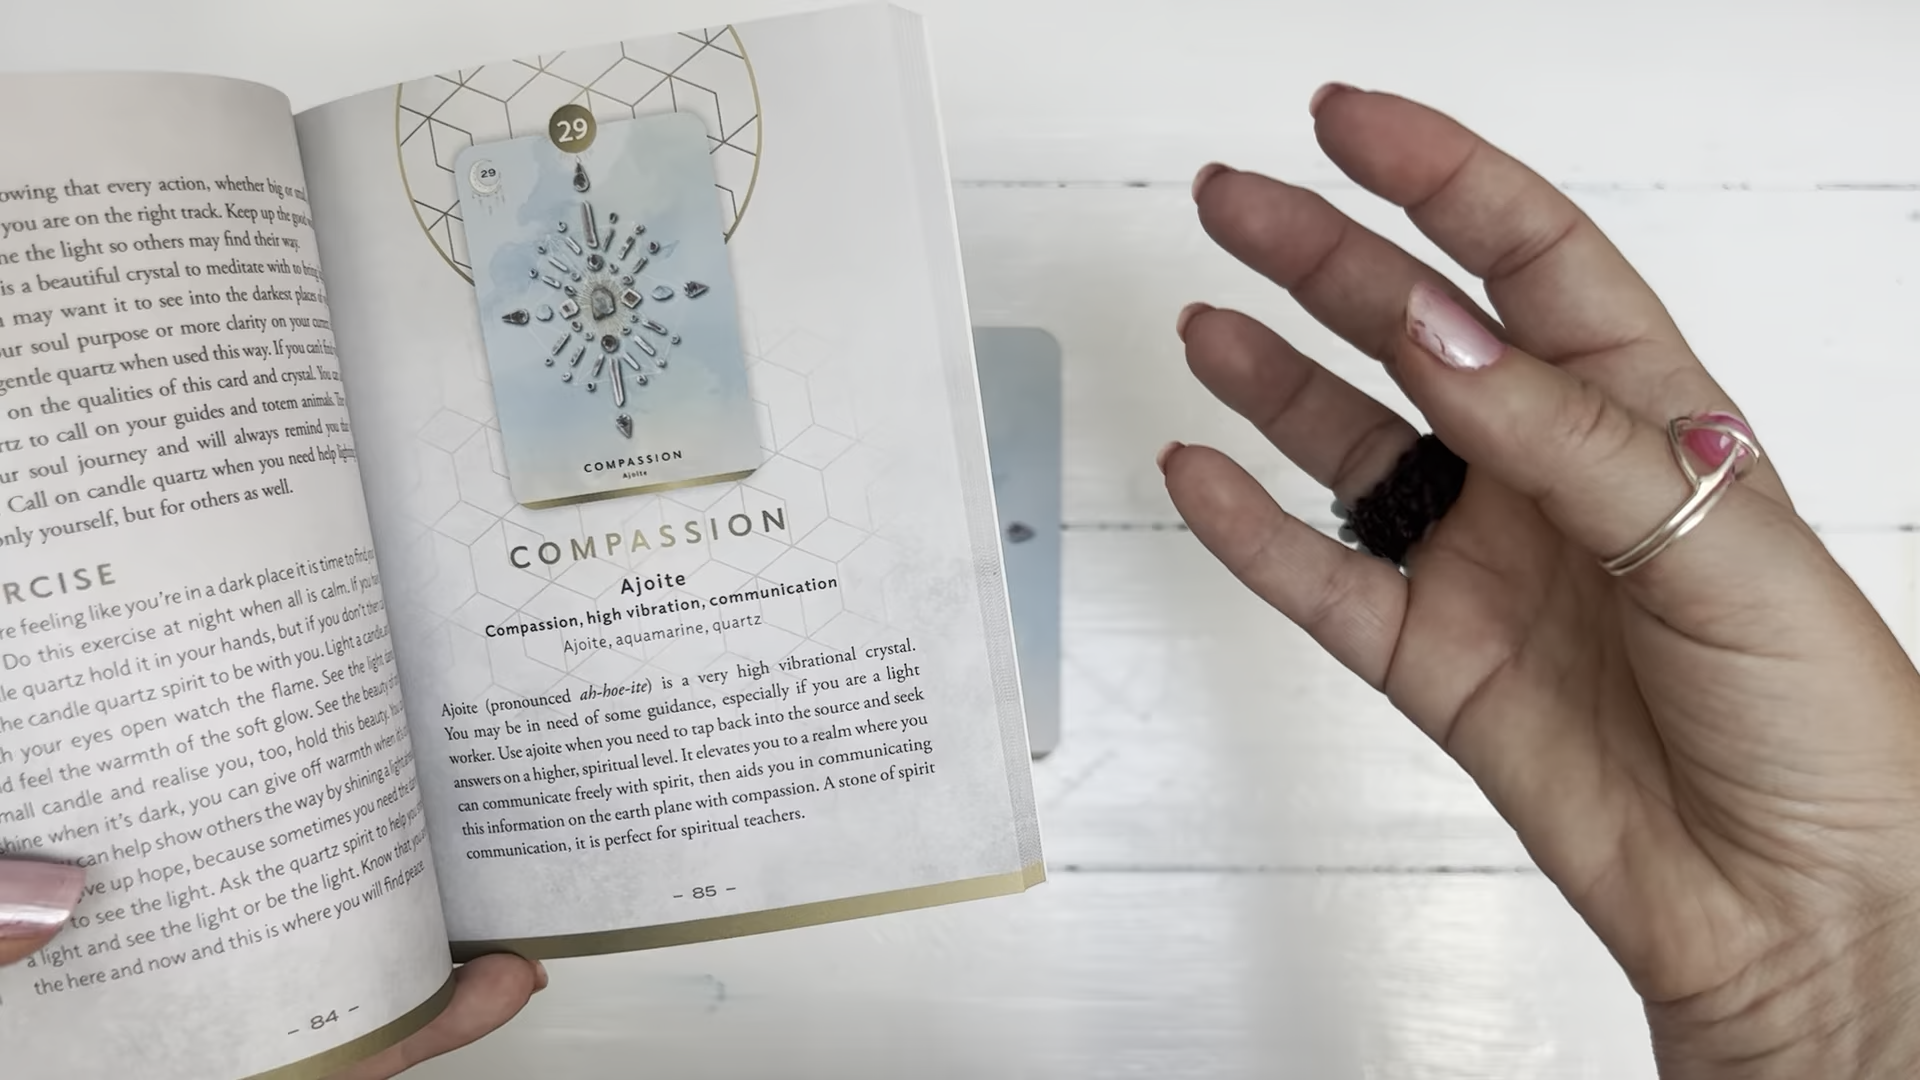 owing that every action, whether big or
you are on the right track. Keep up the
ne the light so others may find their way.
is a beautiful crystal to meditate with to
may want it to see into the darkest places
ur soul purpose or more clarity on your
gentle quartz when used this way. If you can't
on the qualities of this card and crystal. You
rtz to call on your guides and totem animals.
ur soul journey and will always remind you
Call on candle quartz when you need help
only yourself, but for others as well.
RCISE
re feeling like you're in a dark place it is time to find
Do this exercise at night when all is calm. If you
le quartz hold it in your hands, but if you don't
he candle quartz spirit to be with you. Light a candle
h your eyes open watch the flame. See the light
d feel the warmth of the soft glow. See the beauty
mall candle and realise you, too, hold this beauty.
hine when it's dark, you can give off warmth when
can help show others the way by shining a light
ve up hope, because sometimes you need the
to see the light. Ask the quartz spirit to help
a light and see the light or be the light. Know that
the here and now and this is where you will find peace.
– 84 –
29
29
COMPASSION
Ajoite
COMPASSION
Ajoite
Compassion, high vibration, communication
Ajoite, aquamarine, quartz
Ajoite (pronounced ah-hoe-ite) is a very high vibrational crystal.
You may be in need of some guidance, especially if you are a light
worker. Use ajoite when you need to tap back into the source and seek
answers on a higher, spiritual level. It elevates you to a realm where you
can communicate freely with spirit, then aids you in communicating
this information on the earth plane with compassion. A stone of spirit
communication, it is perfect for spiritual teachers.
– 85 –